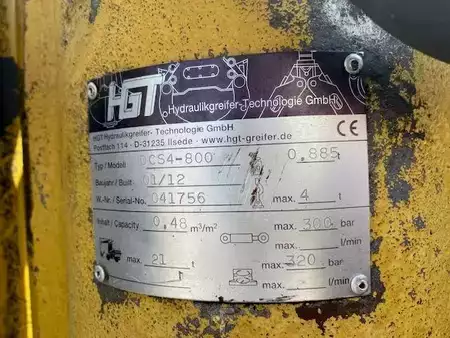 HGT Hydraulikgreifer-Technologie GmbH
HGT Hydraulikgreifer- Technologie GmbH
Postfach 114 - D-31235 Ilsede - www.hgt-greifer.de
CE
Typ / Modell DCS4-800 0.885 t
Baujahr / Built 01/12
W.-Nr./ Serial-No. 041756 max. 4 t
Inhalt / Capacity 0.48 m³/m² max. 300 bar
max. l/min
max. 21 t max. 320 bar
max. l/min